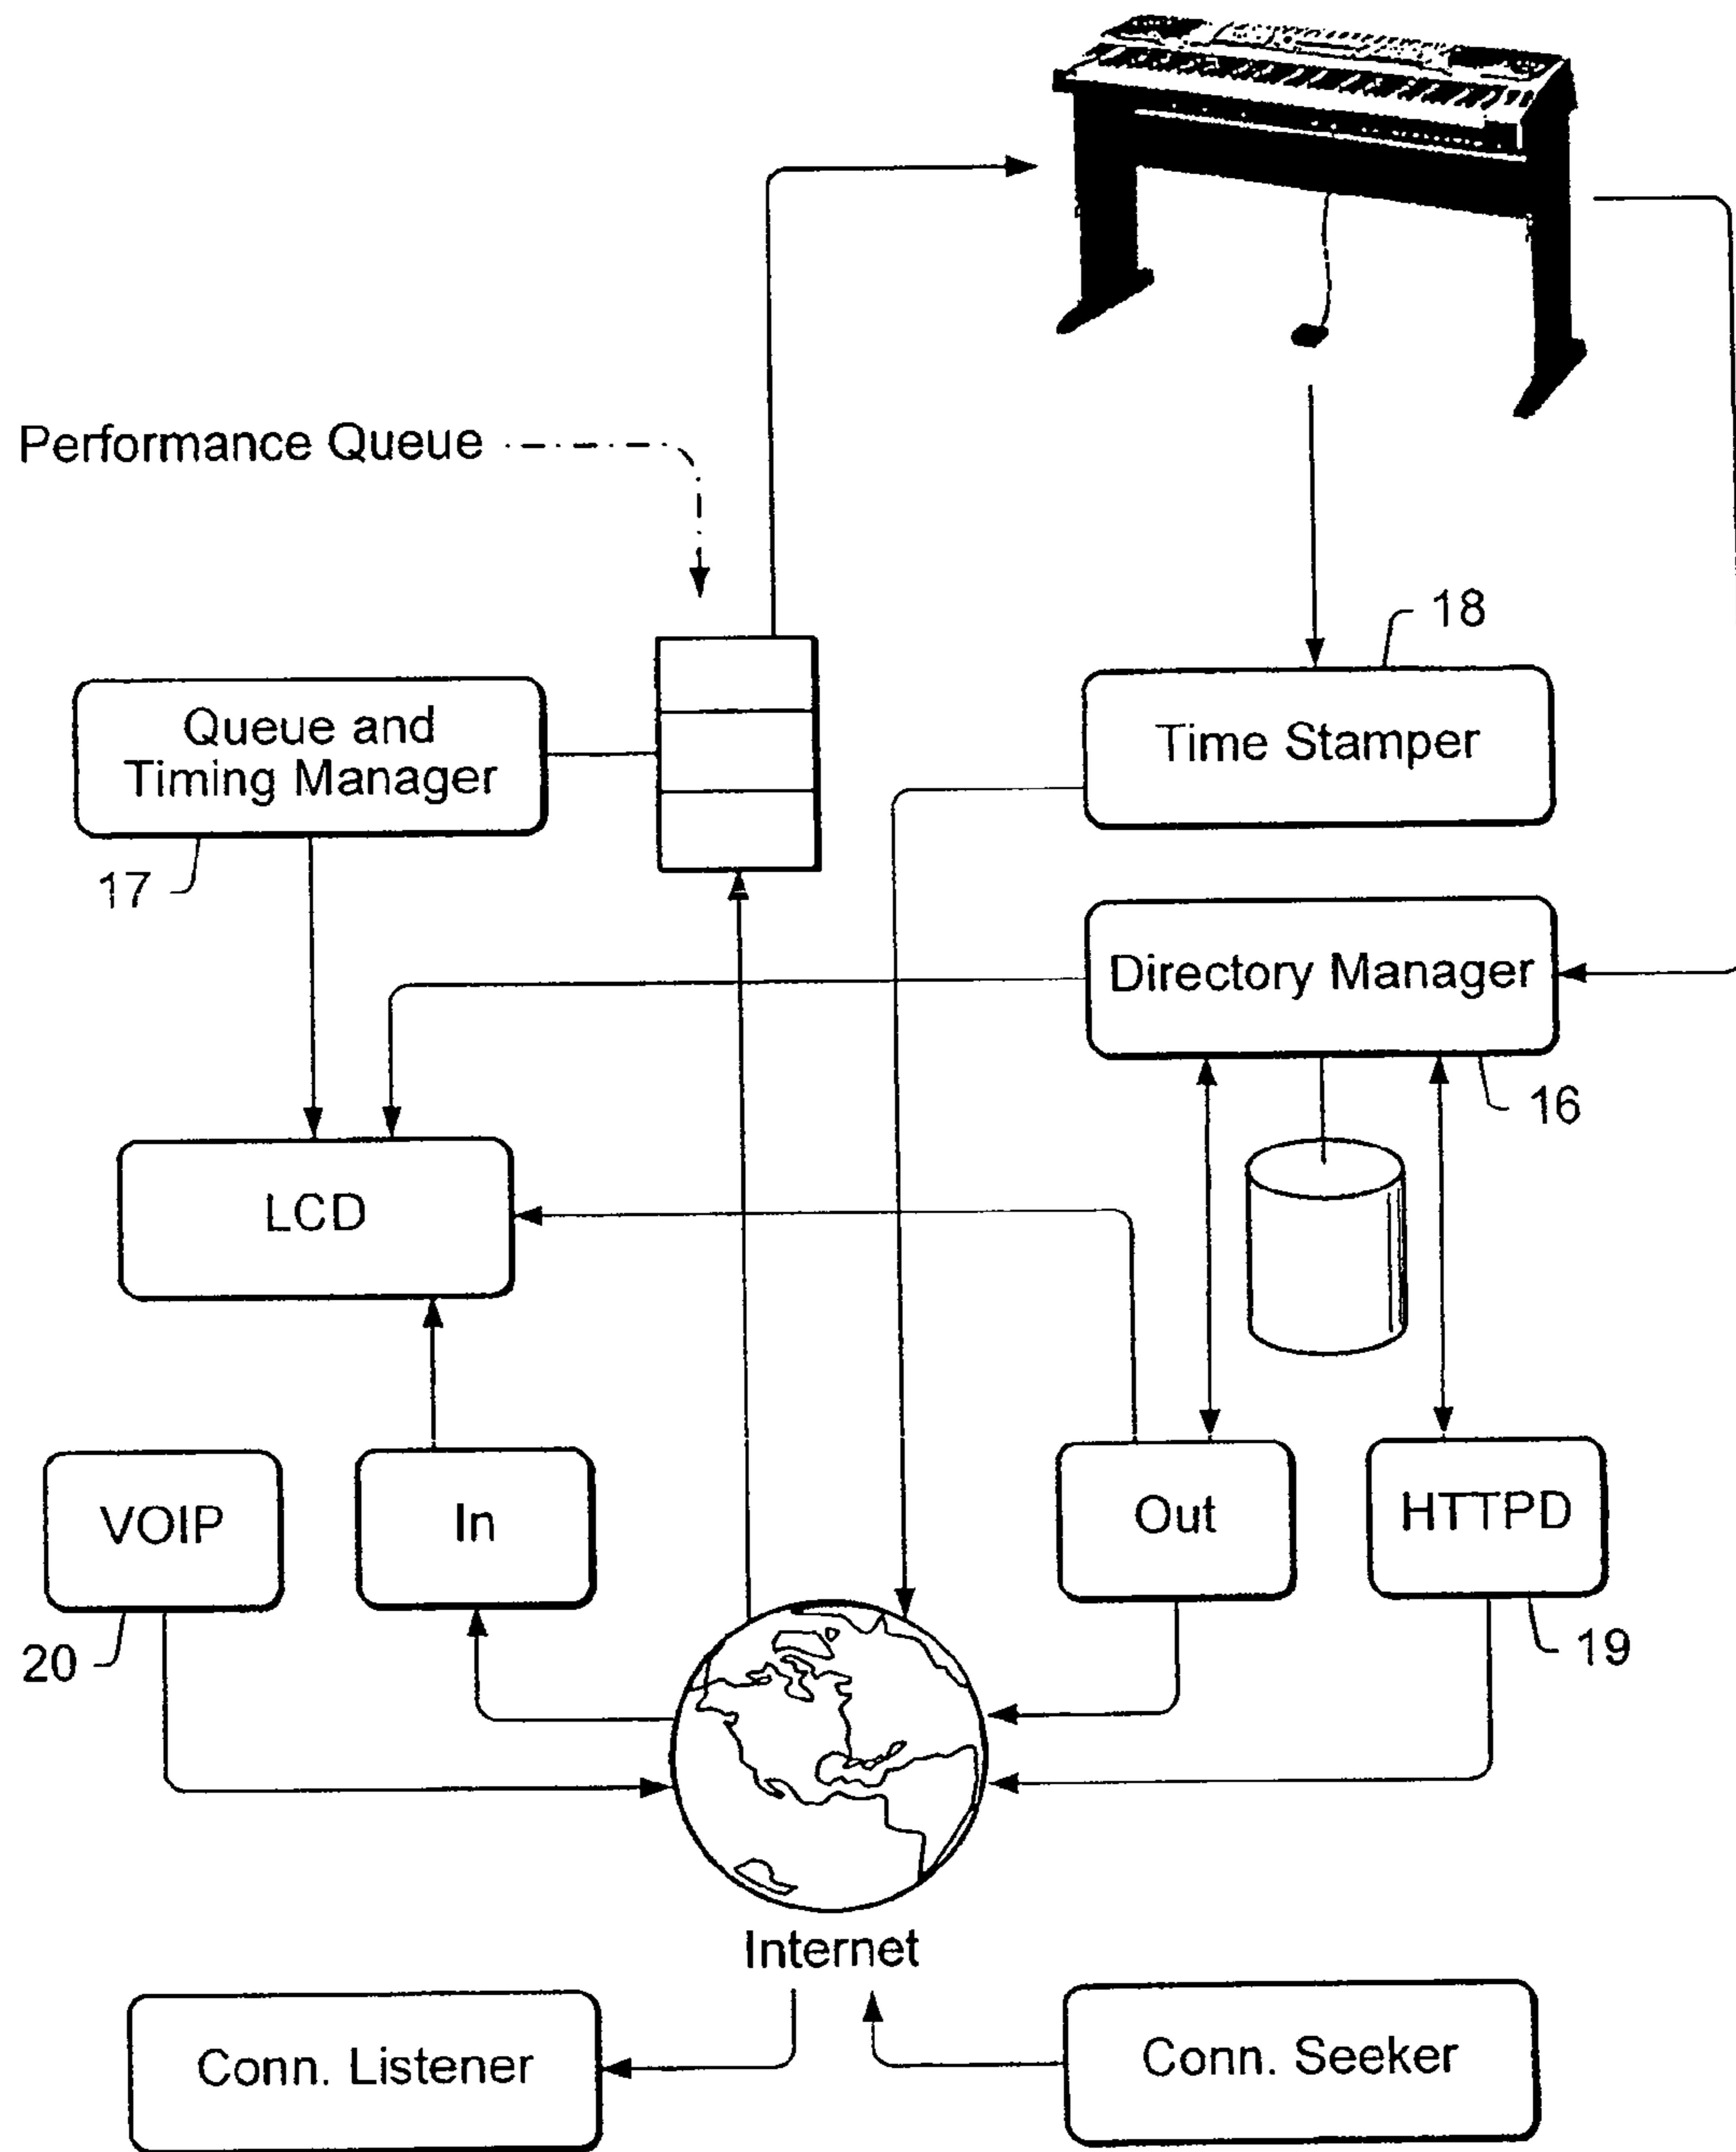 Performance Queue
18
Queue and
Timing Manager
Time Stamper
17
Directory Manager
16
LCD
VOIP
In
Out
HTTPD
20
19
Internet
Conn. Listener
Conn. Seeker